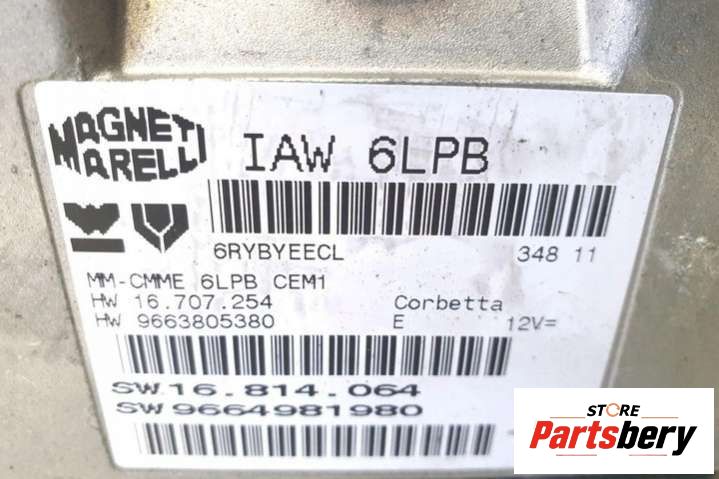 MAGNETI
MARELLI
IAW 6LPB
6RYBYEECL 348 11
MM-CMME 6LPB CEM1
HW 16.707.254 Corbetta
HW 9663805380 E 12V=
SW 16.814.064
SW 9664981980
STORE
Partsbery